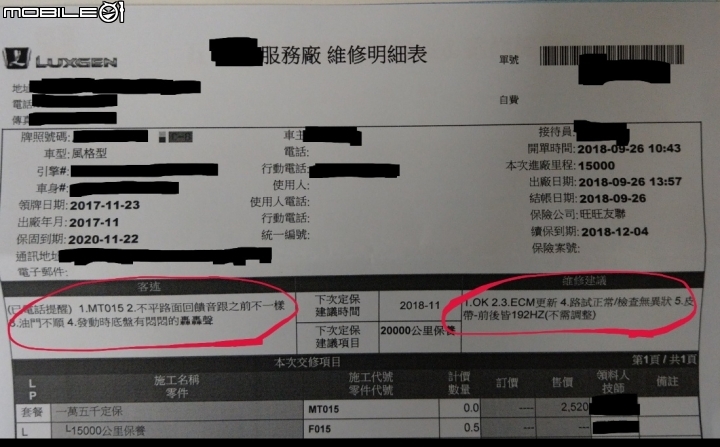 mobile01
LUXGEN
服務廠 維修明細表
單號
自費
地址
電話
傳真
牌照號碼:
車型: 風格型
引擎#:
車身#:
領牌日期: 2017-11-23
出廠年月: 2017-11
保固到: 2020-11-22
通訊地址:
電子郵件:
車主
電話:
行動電話:
使用人:
使用人電話:
行動電話:
統一編號:
接待員:
開單時間: 2018-09-26 10:43
本次進廠里程: 15000
出廠日期: 2018-09-26 13:57
結帳日期: 2018-09-26
保險公司: 旺旺友聯
續保到期: 2018-12-04
保險案號:
客述
(已電話提醒) 1.MT015 2.不平路面回饋音跟之前不一樣
3.油門不順 4.發動時底盤有悶悶的轟轟聲
下次定保
建議時間
2018-11
下次定保
建議項目
20000公里保養
維修建議
1.OK 2.3.ECM更新 4.路試正常/檢查無異狀 5.皮
帶-前後皆192HZ(不需調整)
本次交修項目
第1頁 / 共1頁
L
P
施工名稱
零件
施工代號
零件代號
計價
數量
訂價
售價
領料人
技師
備註
套餐 一萬五千定保 MT015 0.0 --- 2,520
L └15000公里保養 F015 0.5 --- ---